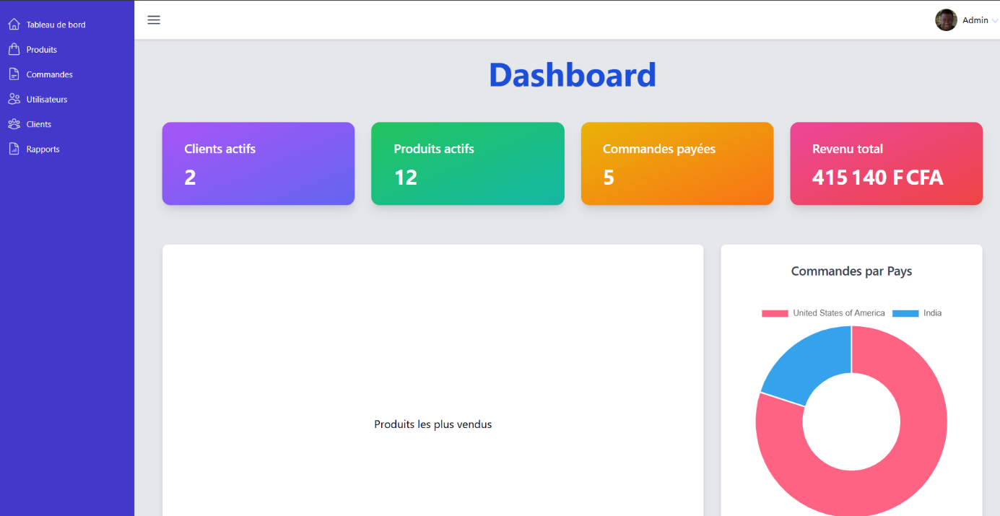 Tableau de bord
Produits
Commandes
Utilisateurs
Clients
Rapports
Admin
Dashboard
Clients actifs
2
Produits actifs
12
Commandes payées
5
Revenu total
415 140 F CFA
Produits les plus vendus
Commandes par Pays
United States of America
India